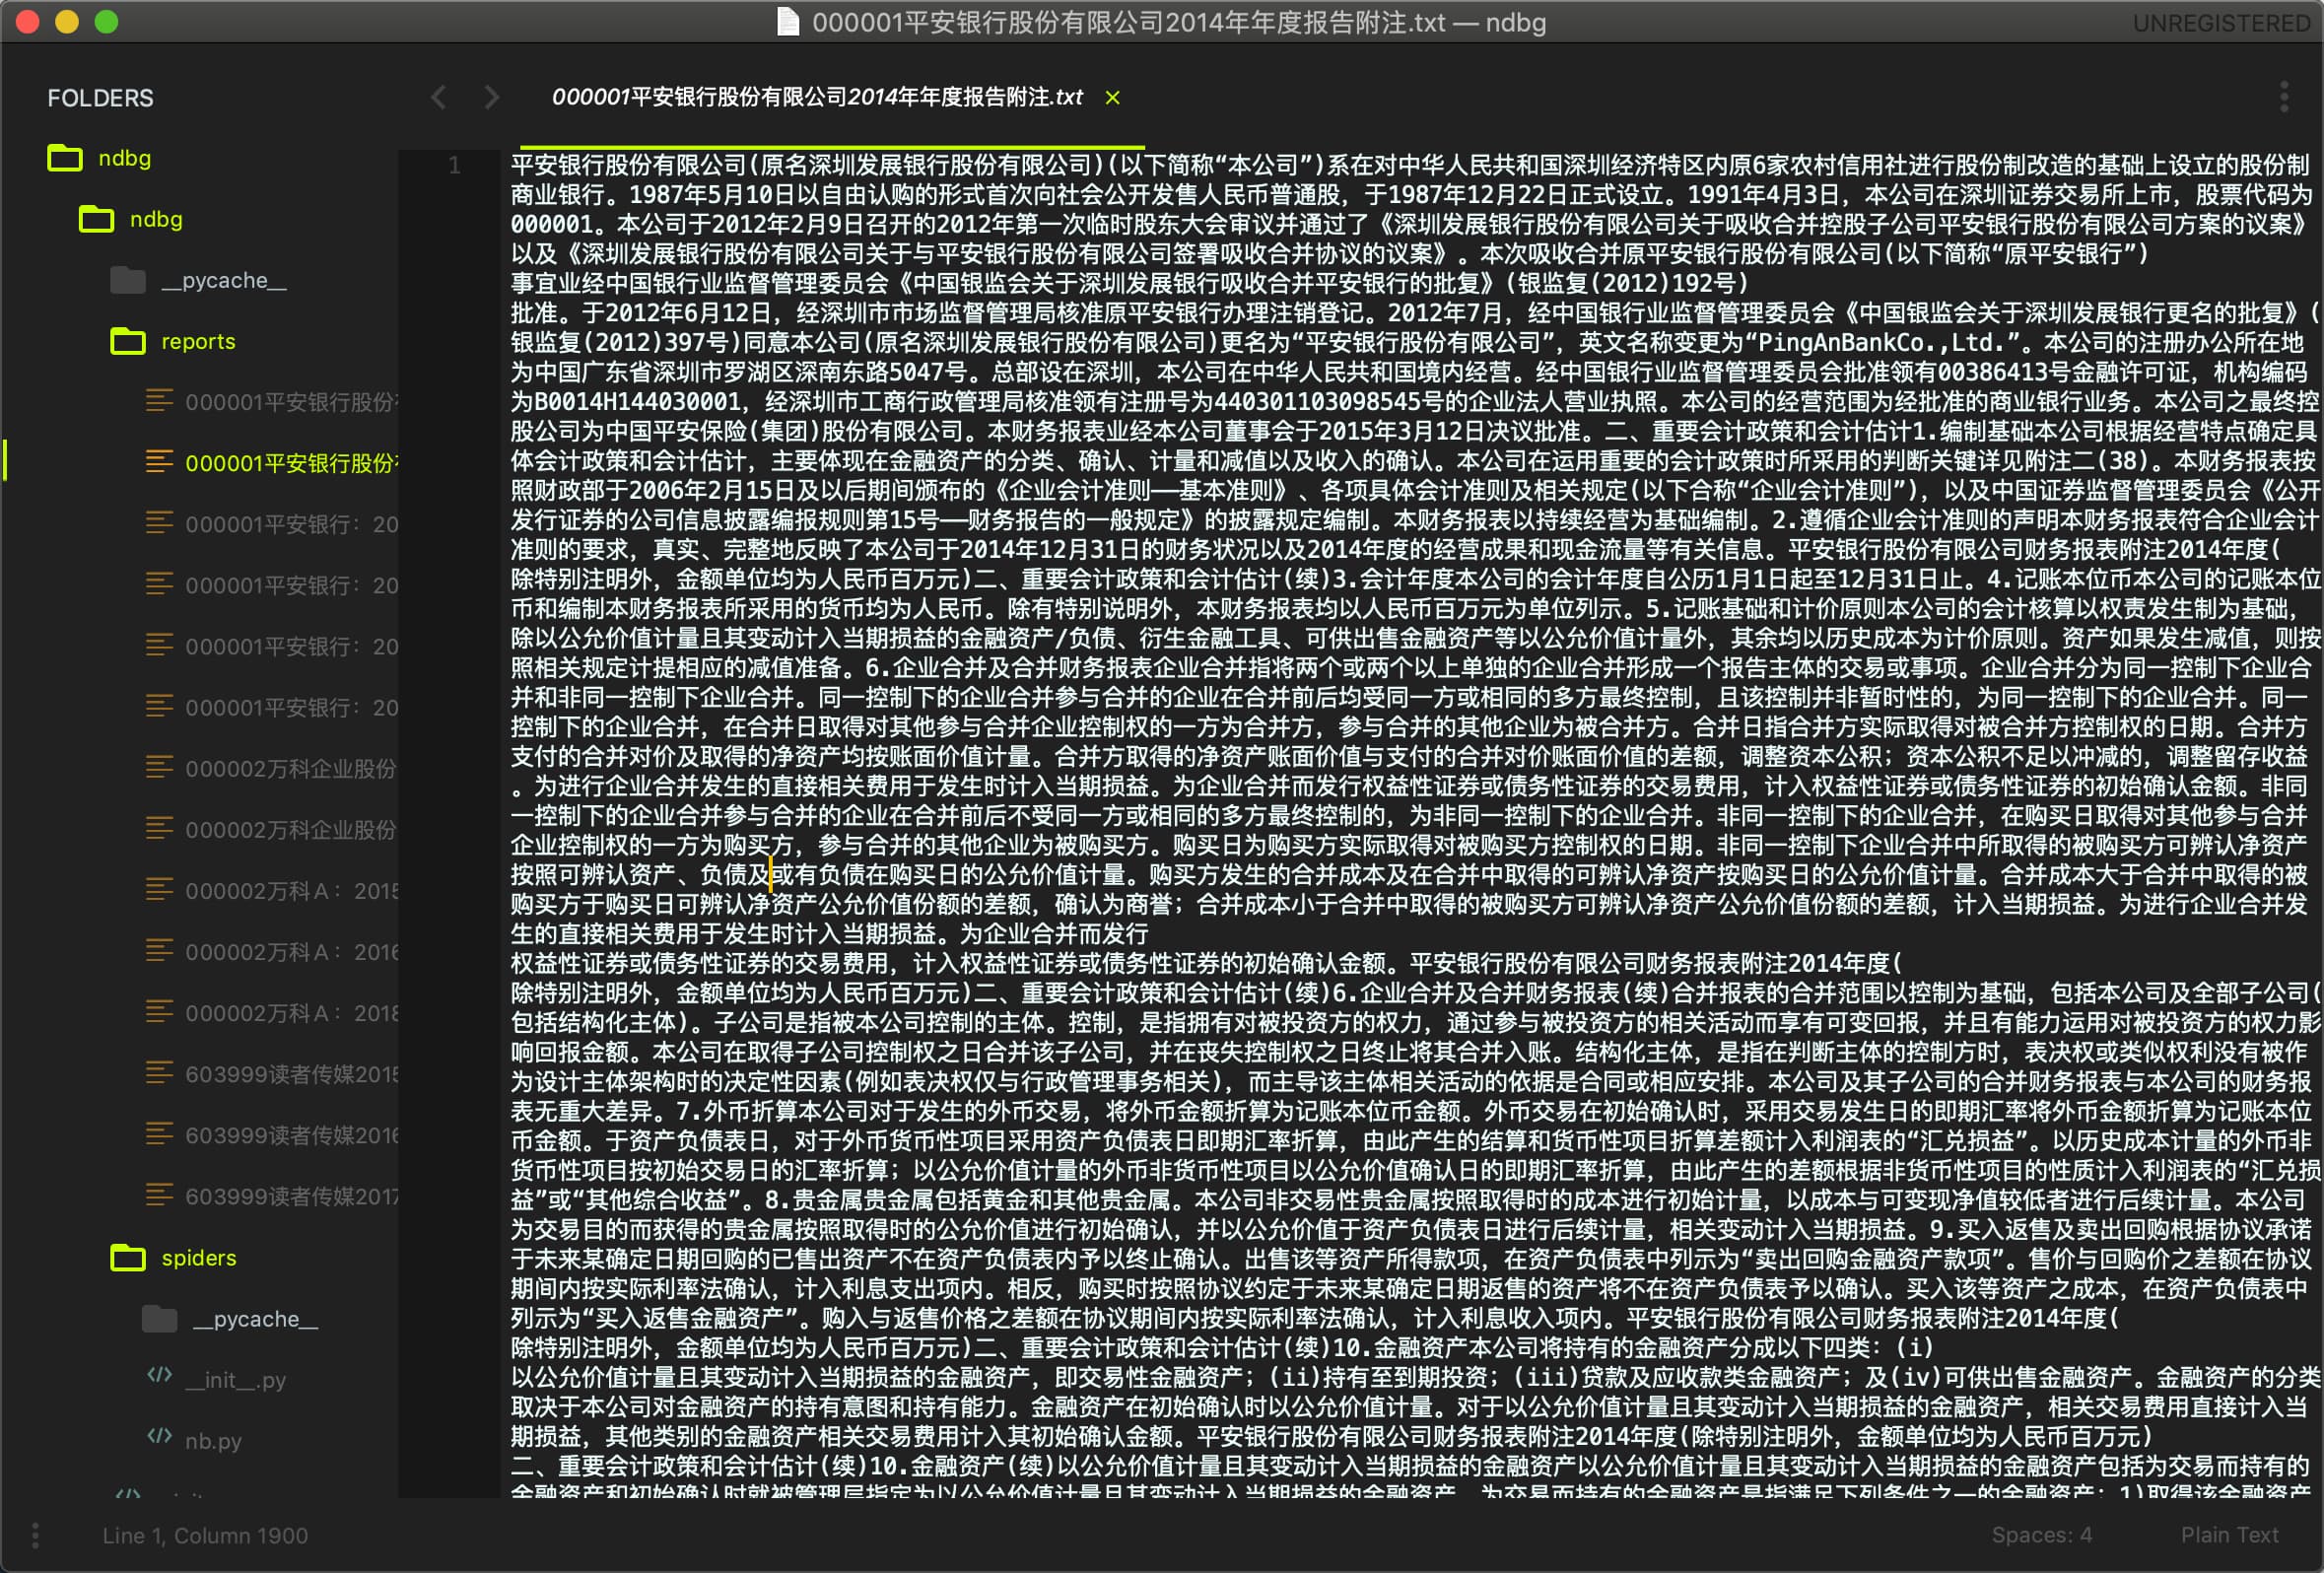 000001平安银行股份有限公司2014年年度报告附注.txt — ndbg
UNREGISTERED
FOLDERS
ndbg
ndbg
__pycache__
reports
000001平安银行股份
000001平安银行股份
000001平安银行：20
000001平安银行：20
000001平安银行：20
000001平安银行：20
000002万科企业股份
000002万科企业股份
000002万科Ａ：2015
000002万科Ａ：2016
000002万科Ａ：2018
603999读者传媒2015
603999读者传媒2016
603999读者传媒2017
spiders
__pycache__
__init__.py
nb.py
000001平安银行股份有限公司2014年年度报告附注.txt
1
平安银行股份有限公司(原名深圳发展银行股份有限公司)(以下简称“本公司”)系在对中华人民共和国深圳经济特区内原6家农村信用社进行股份制改造的基础上设立的股份制
商业银行。1987年5月10日以自由认购的形式首次向社会公开发售人民币普通股，于1987年12月22日正式设立。1991年4月3日，本公司在深圳证券交易所上市，股票代码为
000001。本公司于2012年2月9日召开的2012年第一次临时股东大会审议并通过了《深圳发展银行股份有限公司关于吸收合并控股子公司平安银行股份有限公司方案的议案》
以及《深圳发展银行股份有限公司关于与平安银行股份有限公司签署吸收合并协议的议案》。本次吸收合并原平安银行股份有限公司(以下简称“原平安银行”)
事宜业经中国银行业监督管理委员会《中国银监会关于深圳发展银行吸收合并平安银行的批复》(银监复(2012)192号)
批准。于2012年6月12日，经深圳市市场监督管理局核准原平安银行办理注销登记。2012年7月，经中国银行业监督管理委员会《中国银监会关于深圳发展银行更名的批复》(
银监复(2012)397号)同意本公司(原名深圳发展银行股份有限公司)更名为“平安银行股份有限公司”，英文名称变更为“PingAnBankCo.,Ltd.”。本公司的注册办公所在地
为中国广东省深圳市罗湖区深南东路5047号。总部设在深圳，本公司在中华人民共和国境内经营。经中国银行业监督管理委员会批准领有00386413号金融许可证，机构编码
为B0014H144030001，经深圳市工商行政管理局核准领有注册号为440301103098545号的企业法人营业执照。本公司的经营范围为经批准的商业银行业务。本公司之最终控
股公司为中国平安保险(集团)股份有限公司。本财务报表业经本公司董事会于2015年3月12日决议批准。二、重要会计政策和会计估计1.编制基础本公司根据经营特点确定具
体会计政策和会计估计，主要体现在金融资产的分类、确认、计量和减值以及收入的确认。本公司在运用重要的会计政策时所采用的判断关键详见附注二(38)。本财务报表按
照财政部于2006年2月15日及以后期间颁布的《企业会计准则——基本准则》、各项具体会计准则及相关规定(以下合称“企业会计准则”)，以及中国证券监督管理委员会《公开
发行证券的公司信息披露编报规则第15号——财务报告的一般规定》的披露规定编制。本财务报表以持续经营为基础编制。2.遵循企业会计准则的声明本财务报表符合企业会计
准则的要求，真实、完整地反映了本公司于2014年12月31日的财务状况以及2014年度的经营成果和现金流量等有关信息。平安银行股份有限公司财务报表附注2014年度(
除特别注明外，金额单位均为人民币百万元)二、重要会计政策和会计估计(续)3.会计年度本公司的会计年度自公历1月1日起至12月31日止。4.记账本位币本公司的记账本位
币和编制本财务报表所采用的货币均为人民币。除有特别说明外，本财务报表均以人民币百万元为单位列示。5.记账基础和计价原则本公司的会计核算以权责发生制为基础，
除以公允价值计量且其变动计入当期损益的金融资产/负债、衍生金融工具、可供出售金融资产等以公允价值计量外，其余均以历史成本为计价原则。资产如果发生减值，则按
照相关规定计提相应的减值准备。6.企业合并及合并财务报表企业合并指将两个或两个以上单独的企业合并形成一个报告主体的交易或事项。企业合并分为同一控制下企业合
并和非同一控制下企业合并。同一控制下的企业合并参与合并的企业在合并前后均受同一方或相同的多方最终控制，且该控制并非暂时性的，为同一控制下的企业合并。同一
控制下的企业合并，在合并日取得对其他参与合并企业控制权的一方为合并方，参与合并的其他企业为被合并方。合并日指合并方实际取得对被合并方控制权的日期。合并方
支付的合并对价及取得的净资产均按账面价值计量。合并方取得的净资产账面价值与支付的合并对价账面价值的差额，调整资本公积；资本公积不足以冲减的，调整留存收益
。为进行企业合并发生的直接相关费用于发生时计入当期损益。为企业合并而发行权益性证券或债务性证券的交易费用，计入权益性证券或债务性证券的初始确认金额。非同
一控制下的企业合并参与合并的企业在合并前后不受同一方或相同的多方最终控制的，为非同一控制下的企业合并。非同一控制下的企业合并，在购买日取得对其他参与合并
企业控制权的一方为购买方，参与合并的其他企业为被购买方。购买日为购买方实际取得对被购买方控制权的日期。非同一控制下企业合并中所取得的被购买方可辨认净资产
按照可辨认资产、负债及或有负债在购买日的公允价值计量。购买方发生的合并成本及在合并中取得的可辨认净资产按购买日的公允价值计量。合并成本大于合并中取得的被
购买方于购买日可辨认净资产公允价值份额的差额，确认为商誉；合并成本小于合并中取得的被购买方可辨认净资产公允价值份额的差额，计入当期损益。为进行企业合并发
生的直接相关费用于发生时计入当期损益。为企业合并而发行
权益性证券或债务性证券的交易费用，计入权益性证券或债务性证券的初始确认金额。平安银行股份有限公司财务报表附注2014年度(
除特别注明外，金额单位均为人民币百万元)二、重要会计政策和会计估计(续)6.企业合并及合并财务报表(续)合并报表的合并范围以控制为基础，包括本公司及全部子公司(
包括结构化主体)。子公司是指被本公司控制的主体。控制，是指拥有对被投资方的权力，通过参与被投资方的相关活动而享有可变回报，并且有能力运用对被投资方的权力影
响回报金额。本公司在取得子公司控制权之日合并该子公司，并在丧失控制权之日终止将其合并入账。结构化主体，是指在判断主体的控制方时，表决权或类似权利没有被作
为设计主体架构时的决定性因素(例如表决权仅与行政管理事务相关)，而主导该主体相关活动的依据是合同或相应安排。本公司及其子公司的合并财务报表与本公司的财务报
表无重大差异。7.外币折算本公司对于发生的外币交易，将外币金额折算为记账本位币金额。外币交易在初始确认时，采用交易发生日的即期汇率将外币金额折算为记账本位
币金额。于资产负债表日，对于外币货币性项目采用资产负债表日即期汇率折算，由此产生的结算和货币性项目折算差额计入利润表的“汇兑损益”。以历史成本计量的外币非
货币性项目按初始交易日的汇率折算；以公允价值计量的外币非货币性项目以公允价值确认日的即期汇率折算，由此产生的差额根据非货币性项目的性质计入利润表的“汇兑损
益”或“其他综合收益”。8.贵金属贵金属包括黄金和其他贵金属。本公司非交易性贵金属按照取得时的成本进行初始计量，以成本与可变现净值较低者进行后续计量。本公司
为交易目的而获得的贵金属按照取得时的公允价值进行初始确认，并以公允价值于资产负债表日进行后续计量，相关变动计入当期损益。9.买入返售及卖出回购根据协议承诺
于未来某确定日期回购的已售出资产不在资产负债表内予以终止确认。出售该等资产所得款项，在资产负债表中列示为“卖出回购金融资产款项”。售价与回购价之差额在协议
期间内按实际利率法确认，计入利息支出项内。相反，购买时按照协议约定于未来某确定日期返售的资产将不在资产负债表予以确认。买入该等资产之成本，在资产负债表中
列示为“买入返售金融资产”。购入与返售价格之差额在协议期间内按实际利率法确认，计入利息收入项内。平安银行股份有限公司财务报表附注2014年度(
除特别注明外，金额单位均为人民币百万元)二、重要会计政策和会计估计(续)10.金融资产本公司将持有的金融资产分成以下四类：(i)
以公允价值计量且其变动计入当期损益的金融资产，即交易性金融资产；(ii)持有至到期投资；(iii)贷款及应收款类金融资产；及(iv)可供出售金融资产。金融资产的分类
取决于本公司对金融资产的持有意图和持有能力。金融资产在初始确认时以公允价值计量。对于以公允价值计量且其变动计入当期损益的金融资产，相关交易费用直接计入当
期损益，其他类别的金融资产相关交易费用计入其初始确认金额。平安银行股份有限公司财务报表附注2014年度(除特别注明外，金额单位均为人民币百万元)
二、重要会计政策和会计估计(续)10.金融资产(续)以公允价值计量且其变动计入当期损益的金融资产以公允价值计量且其变动计入当期损益的金融资产包括为交易而持有的
金融资产和初始确认时就被管理层指定为以公允价值计量且其变动计入当期损益的金融资产。为交易而持有的金融资产是指满足下列条件之一的金融资产：1)取得该金融资产
Line 1, Column 1900
Spaces: 4
Plain Text